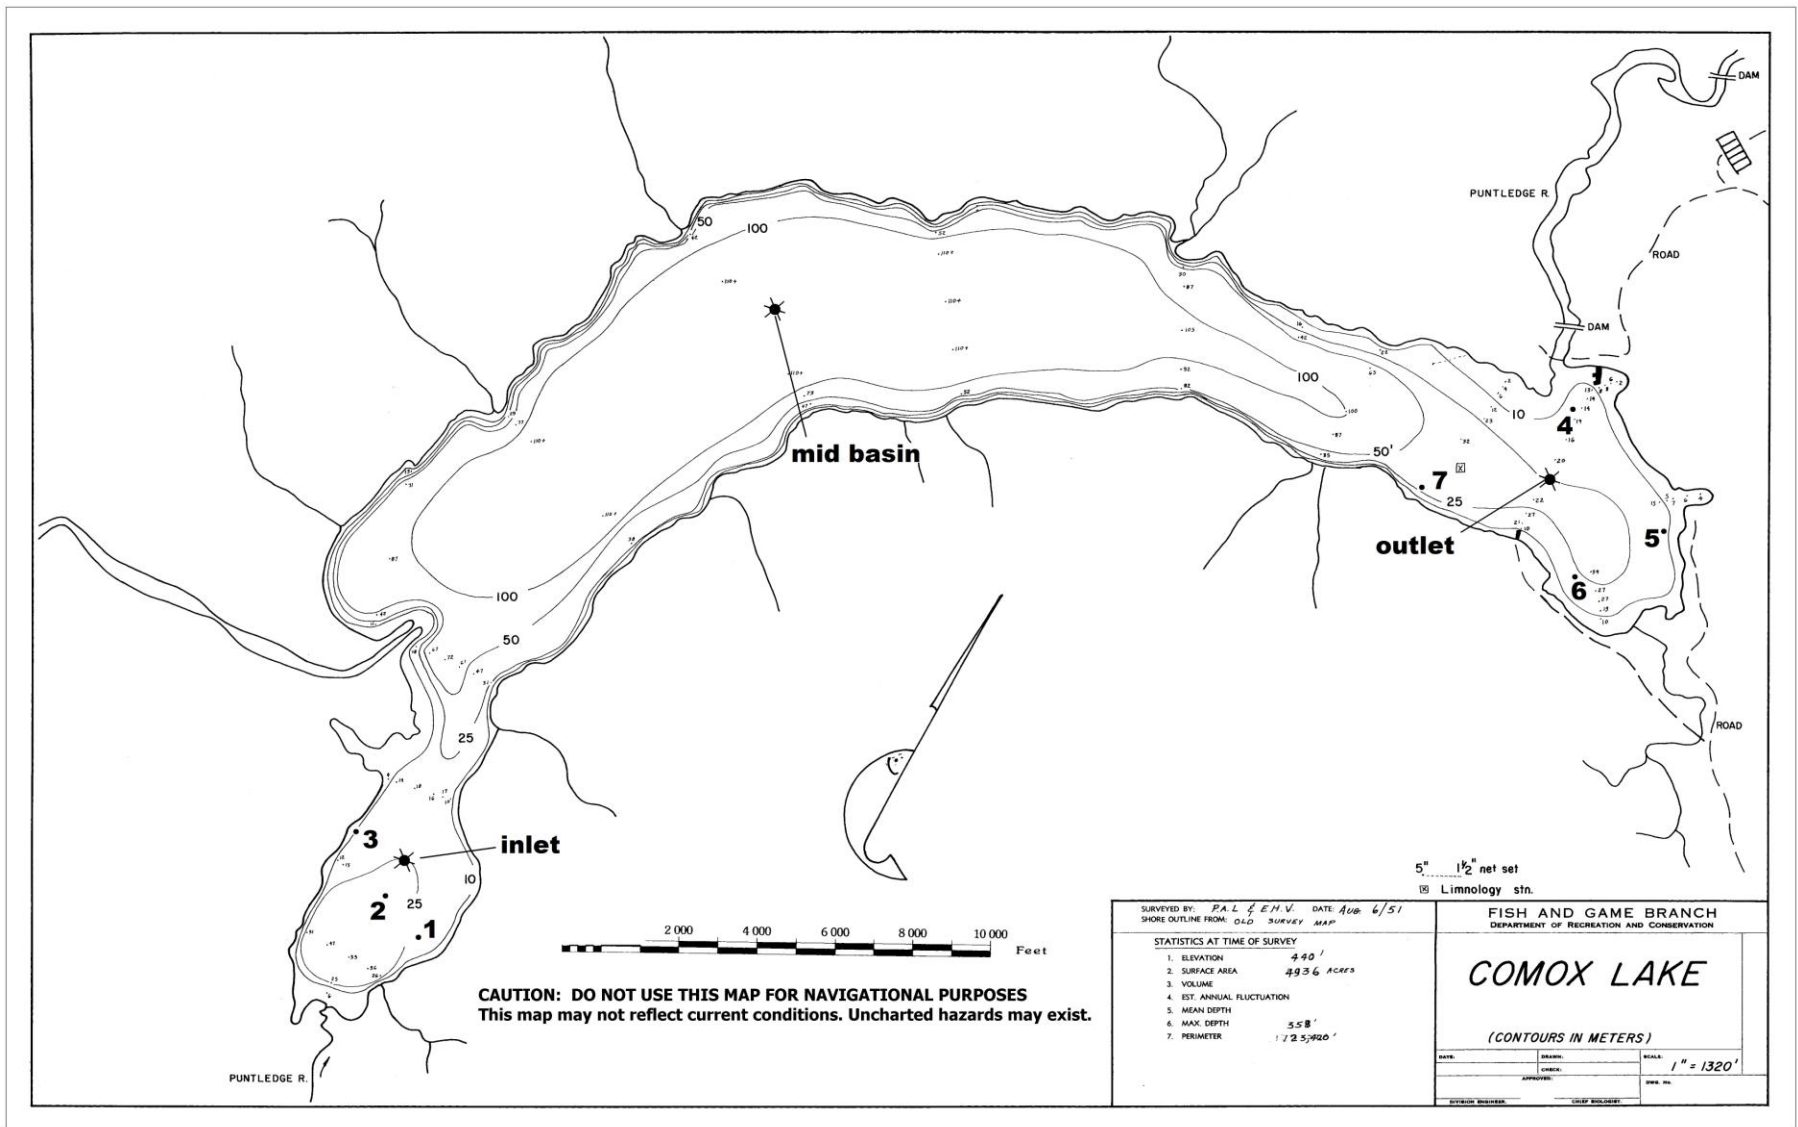 DAM
PUNTLEDGE R.
ROAD
DAM
50
100
100
10
4
50'
mid basin
7
25
outlet
5
6
100
50
25
ROAD
3
inlet
10
25
2
1
5" 1½" net set
Limnology stn.
2 000 4 000 6 000 8 000 10 000
Feet
CAUTION: DO NOT USE THIS MAP FOR NAVIGATIONAL PURPOSES
This map may not reflect current conditions. Uncharted hazards may exist.
PUNTLEDGE R.
SURVEYED BY: P.A.L & E.H.V. DATE: AUG 6/51
SHORE OUTLINE FROM: OLD SURVEY MAP
STATISTICS AT TIME OF SURVEY
1. ELEVATION 440'
2. SURFACE AREA 4936 ACRES
3. VOLUME
4. EST. ANNUAL FLUCTUATION
5. MEAN DEPTH
6. MAX. DEPTH 358'
7. PERIMETER 123,420'
FISH AND GAME BRANCH
DEPARTMENT OF RECREATION AND CONSERVATION
COMOX LAKE
(CONTOURS IN METERS)
DATE: DRAWN: SCALE:
CHECK: 1" = 1320'
APPROVED: DWG. No.
DIVISION ENGINEER. CHIEF BIOLOGIST.